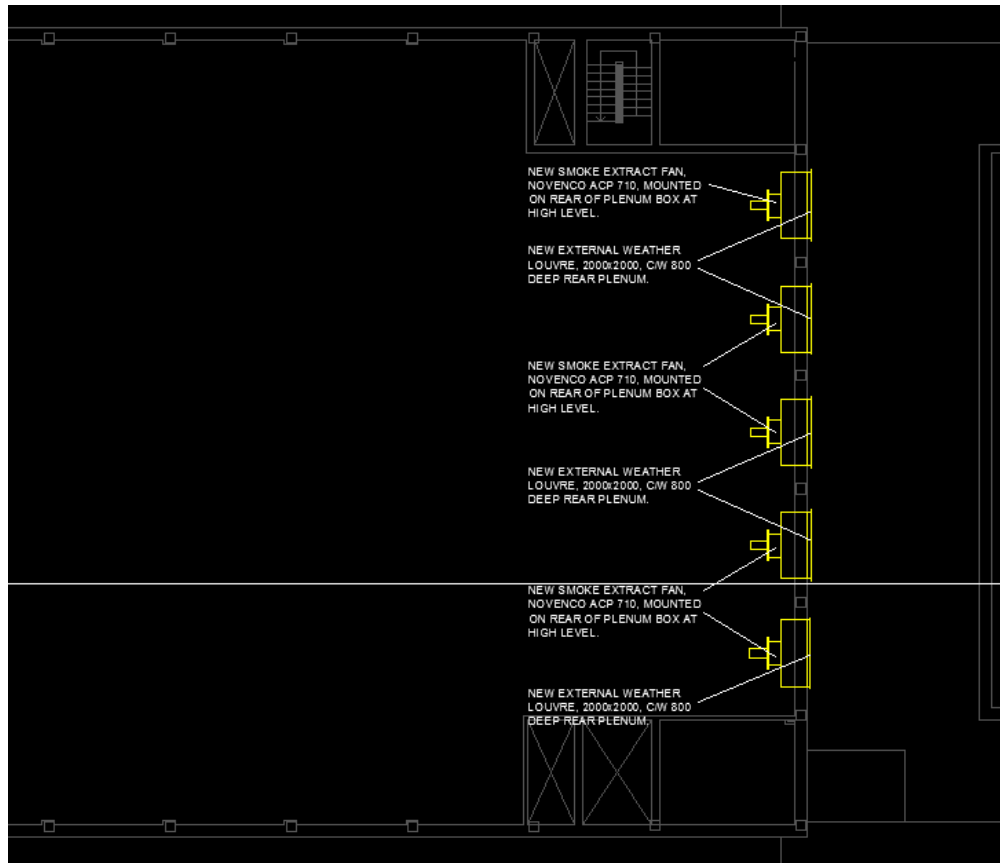 NEW SMOKE EXTRACT FAN,
NOVENCO ACP 710, MOUNTED
ON REAR OF PLENUM BOX AT
HIGH LEVEL.
NEW EXTERNAL WEATHER
LOUVRE, 2000x2000, C/W 800
DEEP REAR PLENUM.
NEW SMOKE EXTRACT FAN,
NOVENCO ACP 710, MOUNTED
ON REAR OF PLENUM BOX AT
HIGH LEVEL.
NEW EXTERNAL WEATHER
LOUVRE, 2000x2000, C/W 800
DEEP REAR PLENUM.
NEW SMOKE EXTRACT FAN,
NOVENCO ACP 710, MOUNTED
ON REAR OF PLENUM BOX AT
HIGH LEVEL.
NEW EXTERNAL WEATHER
LOUVRE, 2000x2000, C/W 800
DEEP REAR PLENUM.